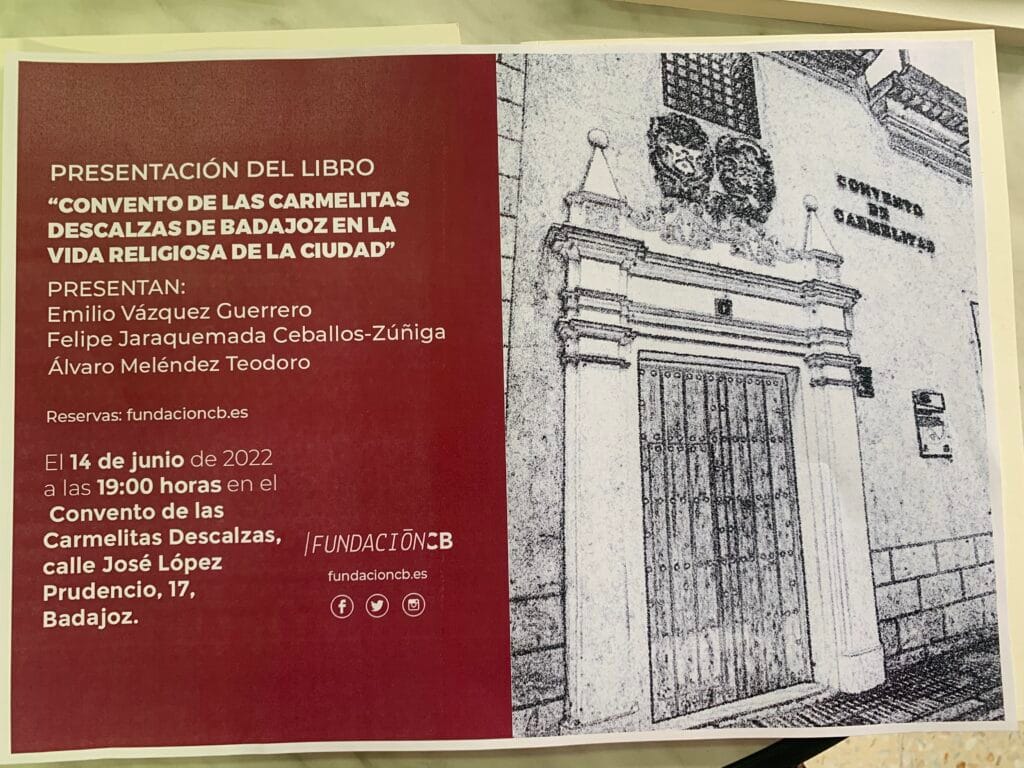 PRESENTACIÓN DEL LIBRO
“CONVENTO DE LAS CARMELITAS
DESCALZAS DE BADAJOZ EN LA
VIDA RELIGIOSA DE LA CIUDAD”
PRESENTAN:
Emilio Vázquez Guerrero
Felipe Jaraquemada Ceballos-Zúñiga
Álvaro Meléndez Teodoro
Reservas: fundacioncb.es
El 14 de junio de 2022
a las 19:00 horas en el
Convento de las
Carmelitas Descalzas,
calle José López
Prudencio, 17,
Badajoz.
/FUNDACIŌNCB
fundacioncb.es
CONVENTO
DE
CARMELITAS